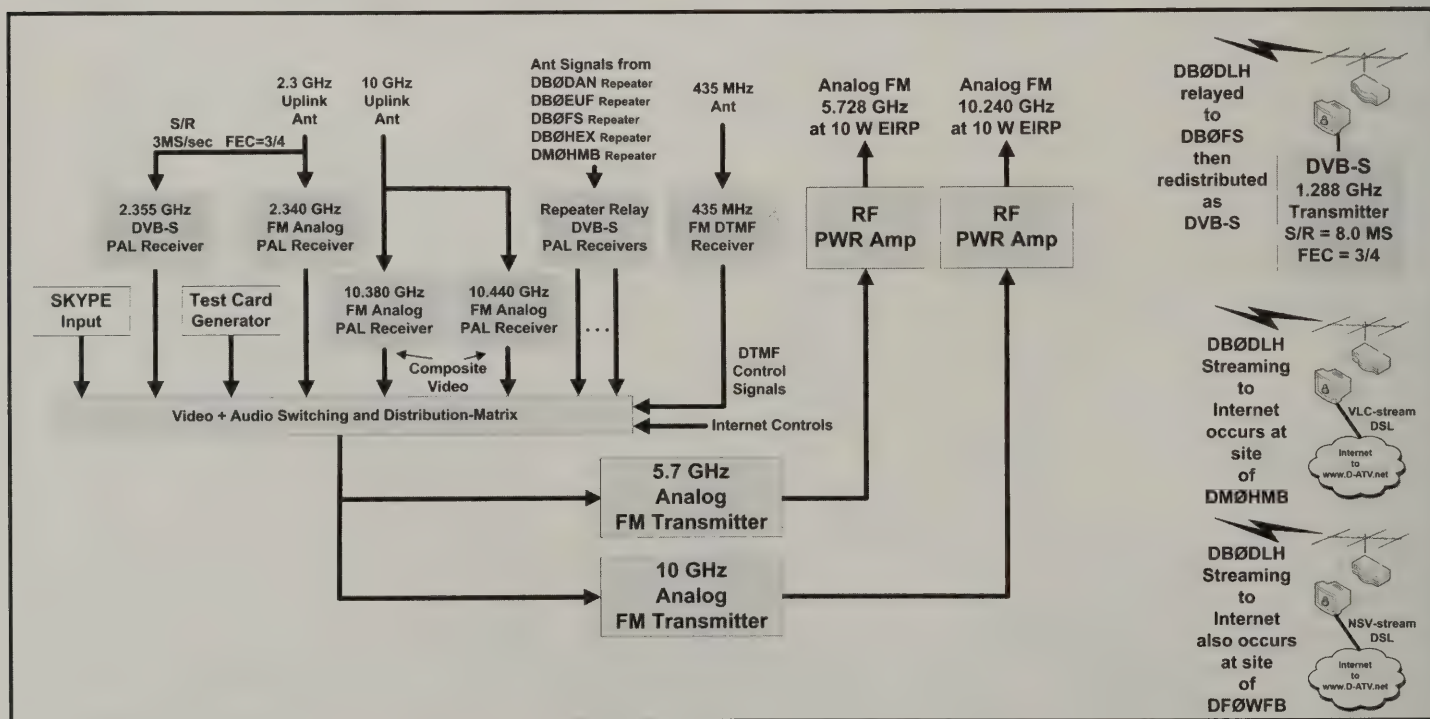 2.3 GHz
Uplink
Ant
10 GHz
Uplink
Ant
Ant Signals from
DBØDAN Repeater
DBØEUF Repeater
DBØFS Repeater
DBØHEX Repeater
DMØHMB Repeater
435 MHz
Ant
Analog FM
5.728 GHz
at 10 W EIRP
Analog FM
10.240 GHz
at 10 W EIRP
S/R
3MS/sec FEC=3/4
2.355 GHz
DVB-S
PAL Receiver
2.340 GHz
FM Analog
PAL Receiver
Repeater Relay
DVB-S
PAL Receivers
435 MHz
FM DTMF
Receiver
RF
PWR Amp
RF
PWR Amp
SKYPE
Input
Test Card
Generator
10.380 GHz
FM Analog
PAL Receiver
10.440 GHz
FM Analog
PAL Receiver
...
Composite
Video
DTMF
Control
Signals
Video + Audio Switching and Distribution-Matrix
Internet Controls
5.7 GHz
Analog
FM Transmitter
10 GHz
Analog
FM Transmitter
DBØDLH
relayed
to
DBØFS
then
redistributed
as
DVB-S
DVB-S
1.288 GHz
Transmitter
S/R = 8.0 MS
FEC = 3/4
DBØDLH
Streaming
to
Internet
occurs at
site
of
DMØHMB
VLC-stream
DSL
Internet
to
www.D-ATV.net
DBØDLH
Streaming
to
Internet
also occurs
at site
of
DFØWFB
NSV-stream
DSL
Internet
to
www.D-ATV.net